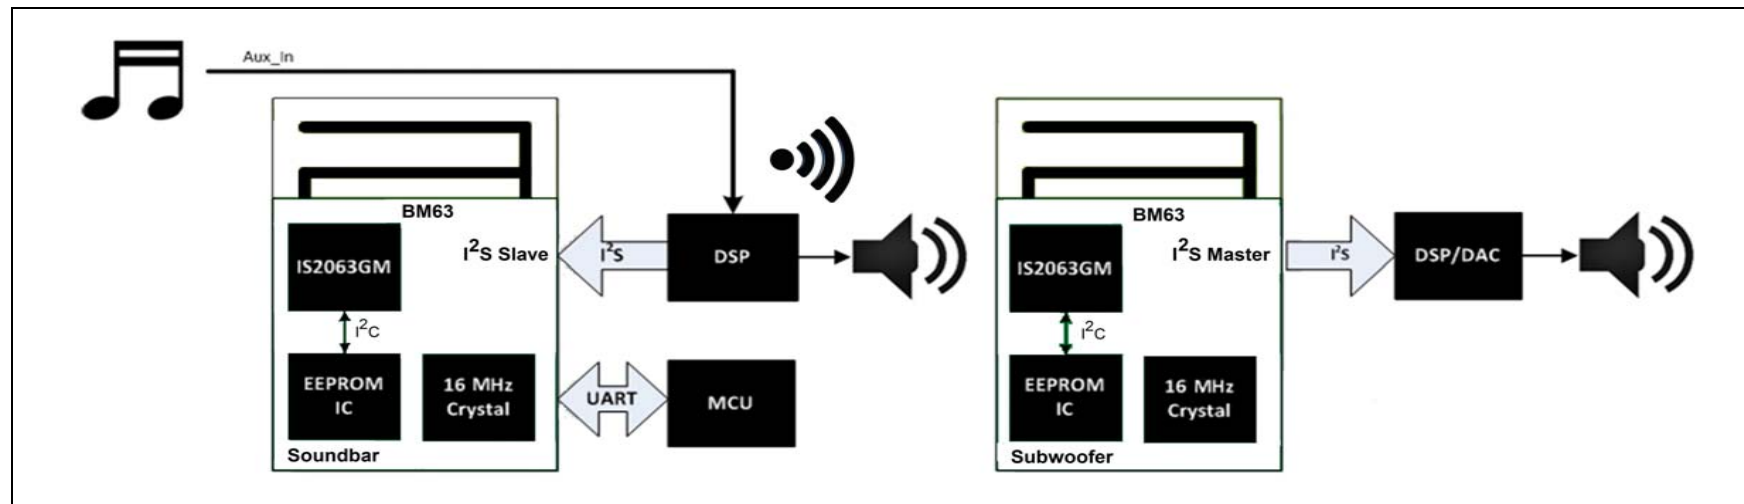 Aux_In
BM63
IS2063GM
I²S Slave
I²S
DSP
I²C
EEPROM
IC
16 MHz
Crystal
UART
MCU
Soundbar
BM63
IS2063GM
I²S Master
I²S
DSP/DAC
I²C
EEPROM
IC
16 MHz
Crystal
Subwoofer